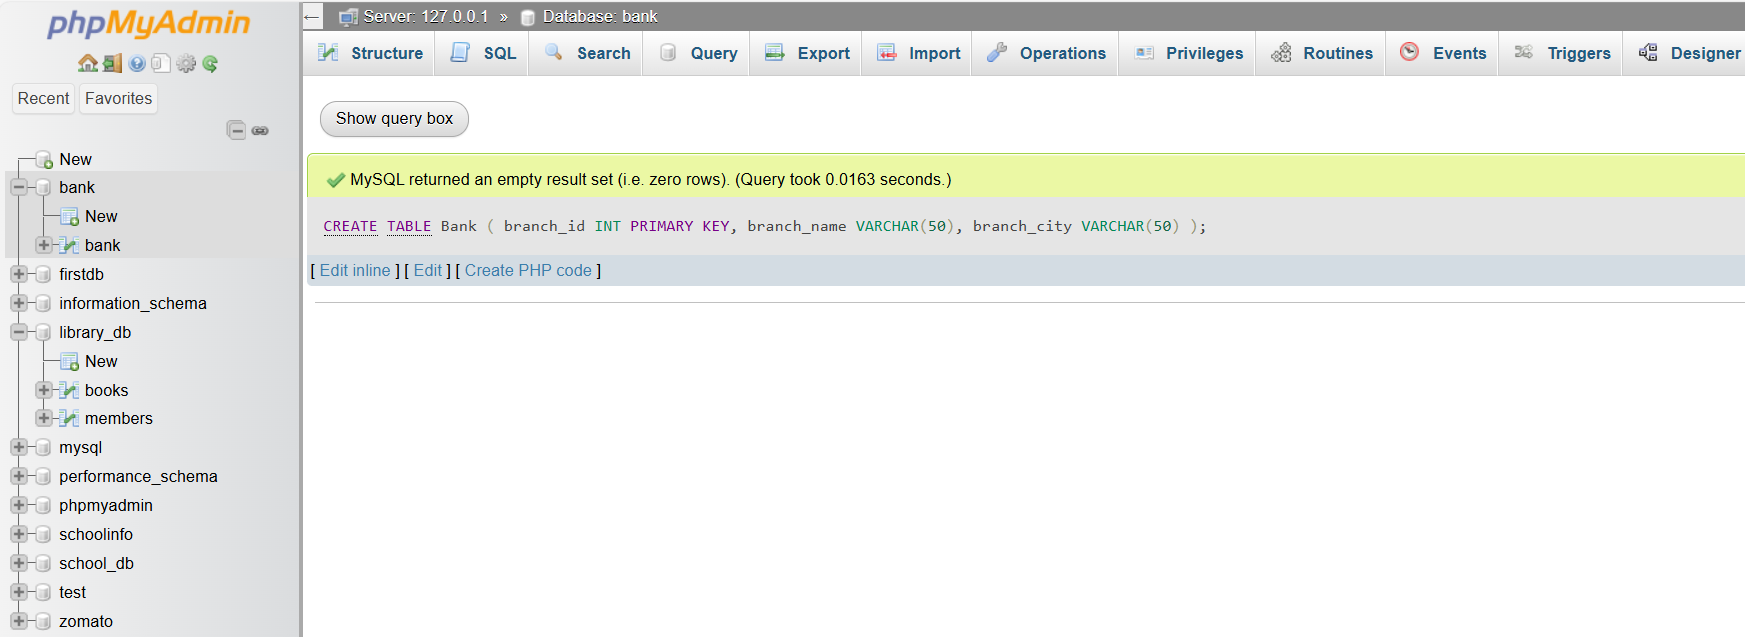 phpMyAdmin
Recent Favorites
New
bank
New
bank
firstdb
information_schema
library_db
New
books
members
mysql
performance_schema
phpmyadmin
schoolinfo
school_db
test
zomato
Server: 127.0.0.1 » Database: bank
Structure SQL Search Query Export Import Operations Privileges Routines Events Triggers Designer
Show query box
MySQL returned an empty result set (i.e. zero rows). (Query took 0.0163 seconds.)
CREATE TABLE Bank ( branch_id INT PRIMARY KEY, branch_name VARCHAR(50), branch_city VARCHAR(50) );
[ Edit inline ] [ Edit ] [ Create PHP code ]